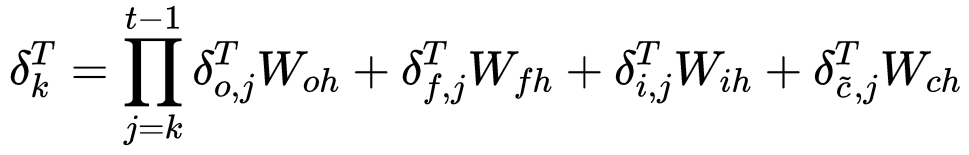 δ_k^T = ∏_{j=k}^{t−1} δ_{o,j}^T W_{oh} + δ_{f,j}^T W_{fh} + δ_{i,j}^T W_{ih} + δ_{c̃,j}^T W_{ch}